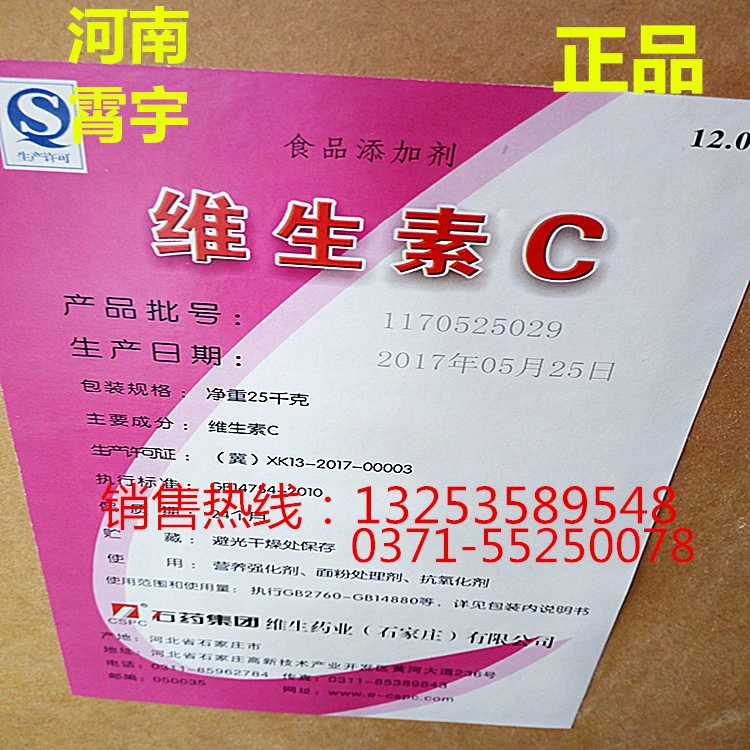 河南
霄宇
正品
生产许可
食品添加剂
12.0
维生素C
产品批号： 1170525029
生产日期： 2017年05月25日
包装规格： 净重25千克
主要成分： 维生素C
生产许可证： （冀）XK13-2017-00003
执行标准： GB14754-2010
销售热线：13253589548
保质期： 24个月
0371-55250078
贮藏： 避光干燥处保存
使用： 营养强化剂、面粉处理剂、抗氧化剂
使用范围和使用量： 执行GB2760-GB14880等，详见包装内说明书
CSPC ® 石药集团 维生药业（石家庄）有限公司
产地：河北省石家庄市
地址：河北省石家庄高新技术产业开发区黄河大道236号
电话：0311-85962784 传真：0311-85389848
邮编：050035 网址：www.e-cspc.com